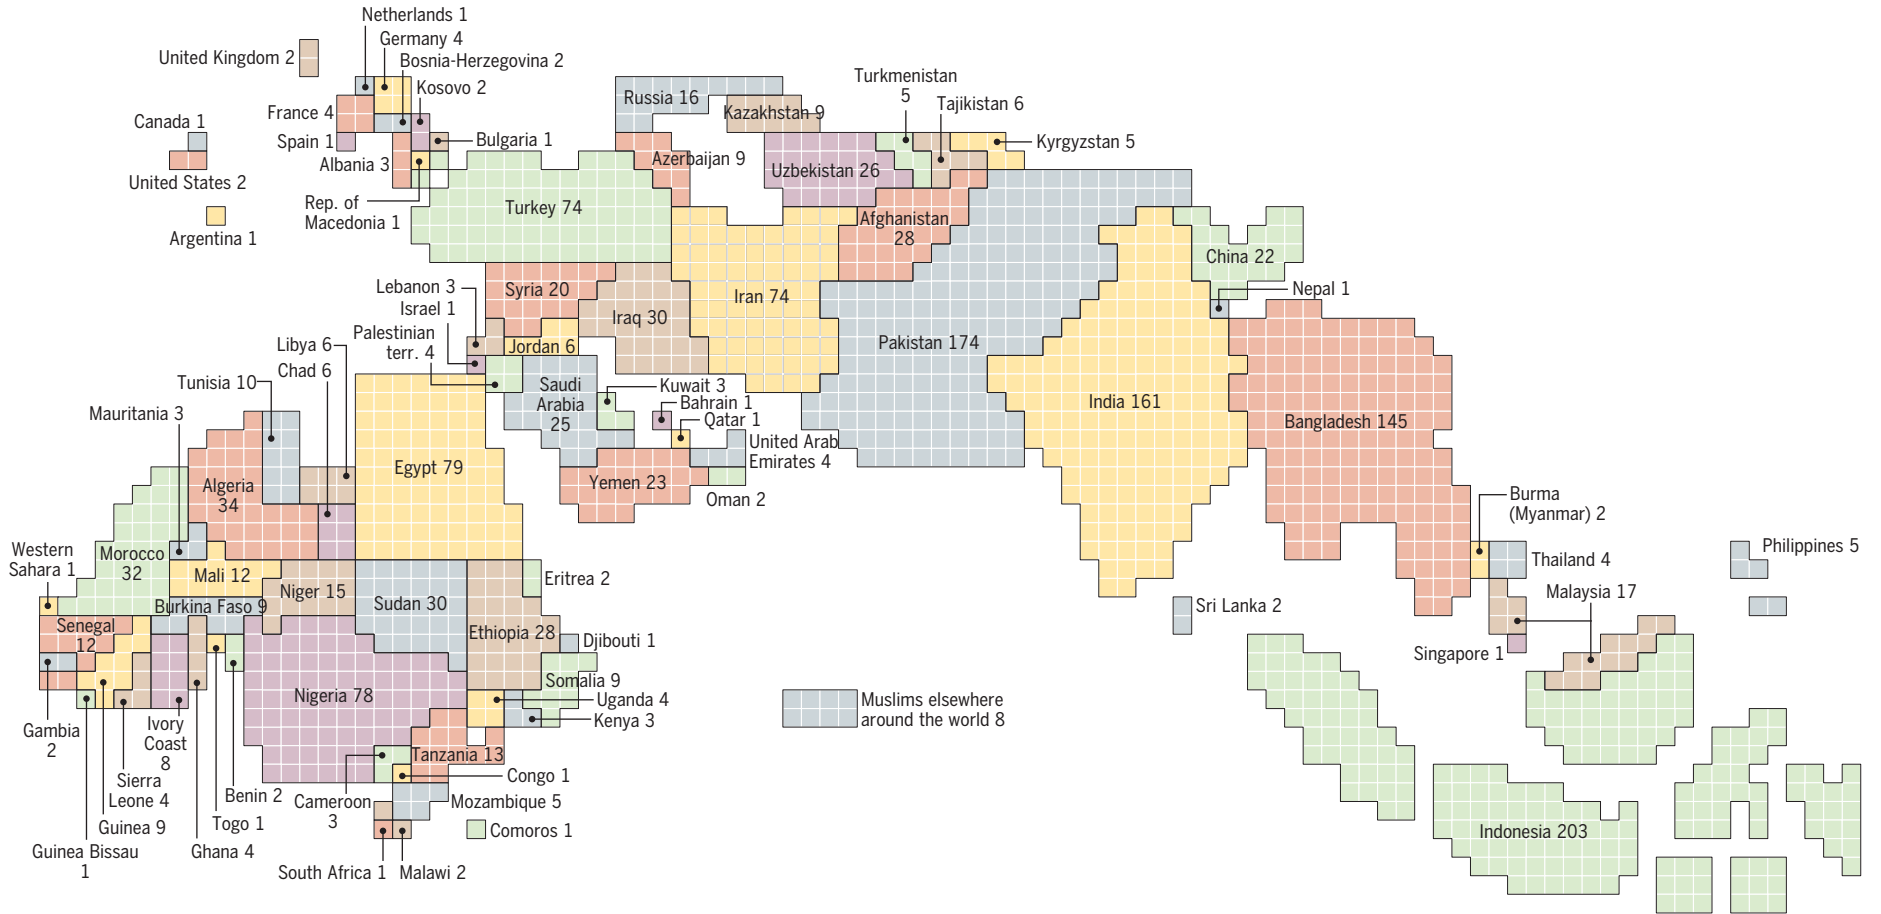 Netherlands 1
Germany 4
United Kingdom 2
Bosnia-Herzegovina 2
Kosovo 2
France 4
Canada 1
Spain 1
Bulgaria 1
Albania 3
United States 2
Rep. of
Macedonia 1
Argentina 1
Russia 16
Kazakhstan 9
Turkmenistan
5
Tajikistan 6
Kyrgyzstan 5
Azerbaijan 9
Uzbekistan 26
Turkey 74
Afghanistan
28
China 22
Nepal 1
Lebanon 3
Israel 1
Palestinian
terr. 4
Syria 20
Iraq 30
Iran 74
Jordan 6
Pakistan 174
Libya 6
Chad 6
Tunisia 10
Mauritania 3
Saudi
Arabia
25
Kuwait 3
Bahrain 1
Qatar 1
United Arab
Emirates 4
Oman 2
Yemen 23
India 161
Bangladesh 145
Egypt 79
Algeria
34
Morocco
32
Western
Sahara 1
Mali 12
Niger 15
Burkina Faso 9
Sudan 30
Eritrea 2
Ethiopia 28
Djibouti 1
Somalia 9
Uganda 4
Kenya 3
Senegal
12
Nigeria 78
Gambia
2
Ivory
Coast
8
Sierra
Leone 4
Guinea 9
Guinea Bissau
1
Benin 2
Togo 1
Ghana 4
Cameroon
3
Tanzania 13
Congo 1
Mozambique 5
Comoros 1
South Africa 1
Malawi 2
Muslims elsewhere
around the world 8
Burma
(Myanmar) 2
Thailand 4
Philippines 5
Malaysia 17
Sri Lanka 2
Singapore 1
Indonesia 203